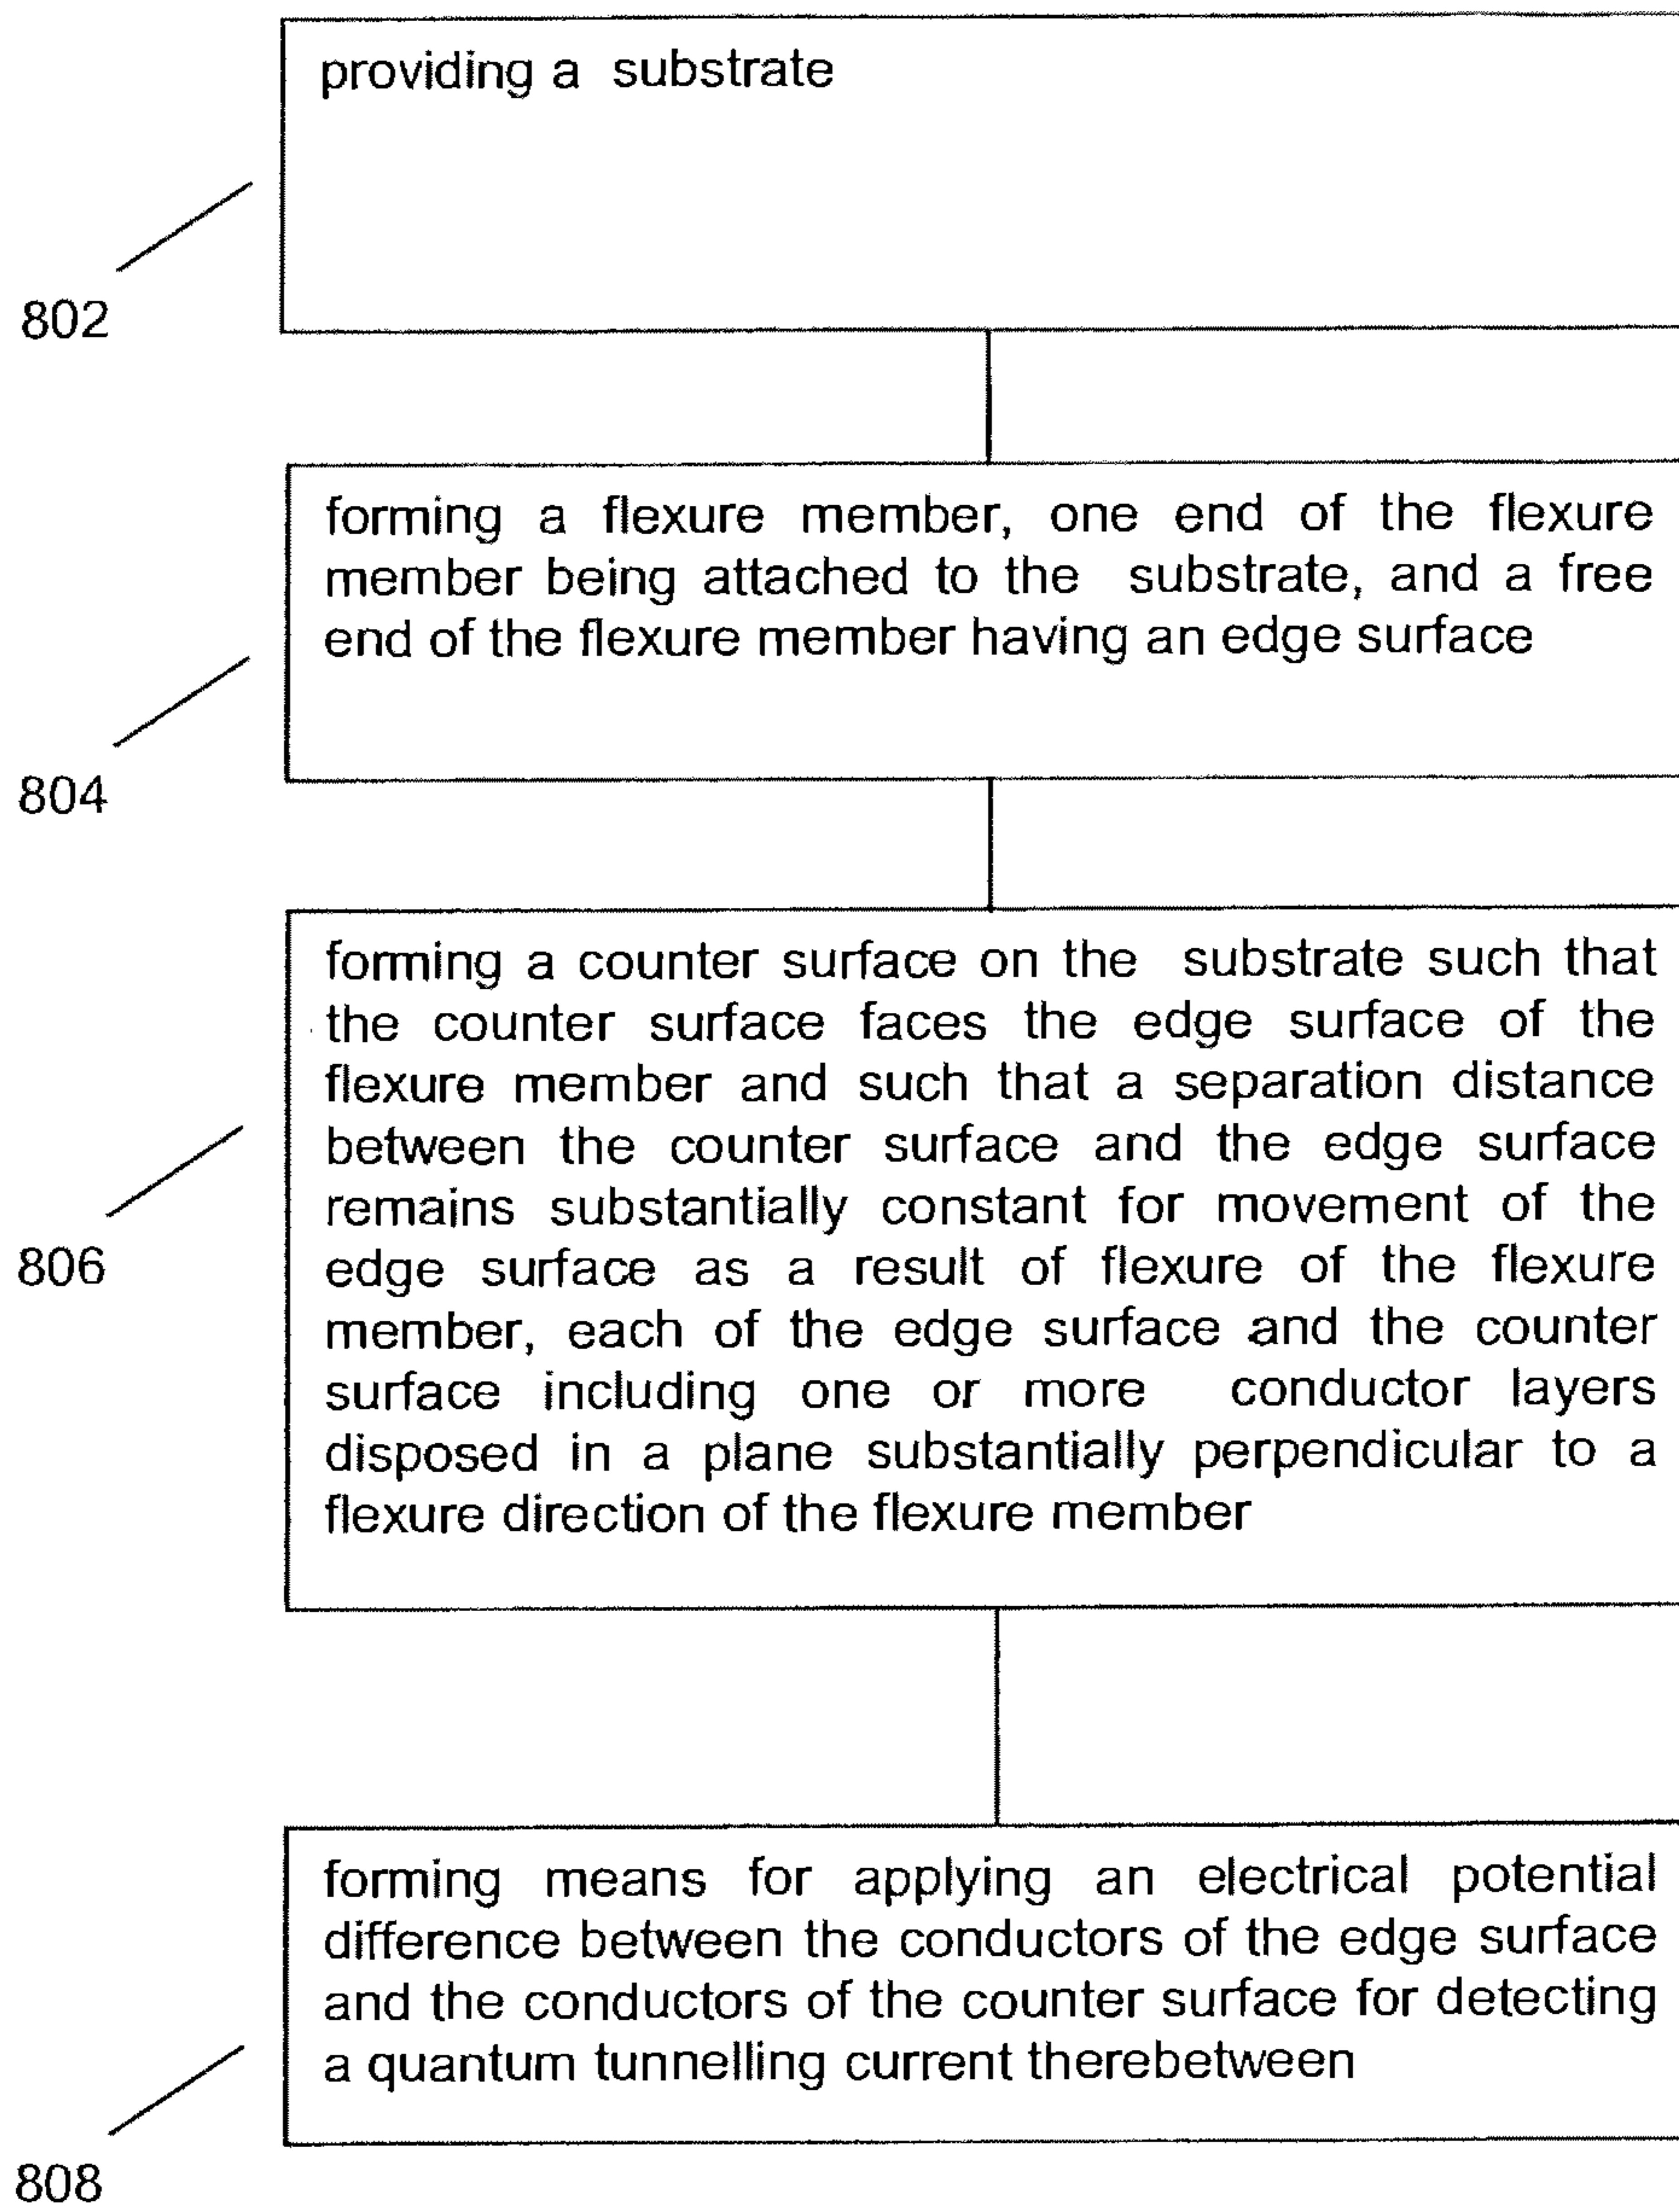 providing a substrate
802
forming a flexure member, one end of the flexure
member being attached to the substrate, and a free
end of the flexure member having an edge surface
804
forming a counter surface on the substrate such that
the counter surface faces the edge surface of the
flexure member and such that a separation distance
between the counter surface and the edge surface
remains substantially constant for movement of the
edge surface as a result of flexure of the flexure
member, each of the edge surface and the counter
surface including one or more conductor layers
disposed in a plane substantially perpendicular to a
flexure direction of the flexure member
806
forming means for applying an electrical potential
difference between the conductors of the edge surface
and the conductors of the counter surface for detecting
a quantum tunnelling current therebetween
808